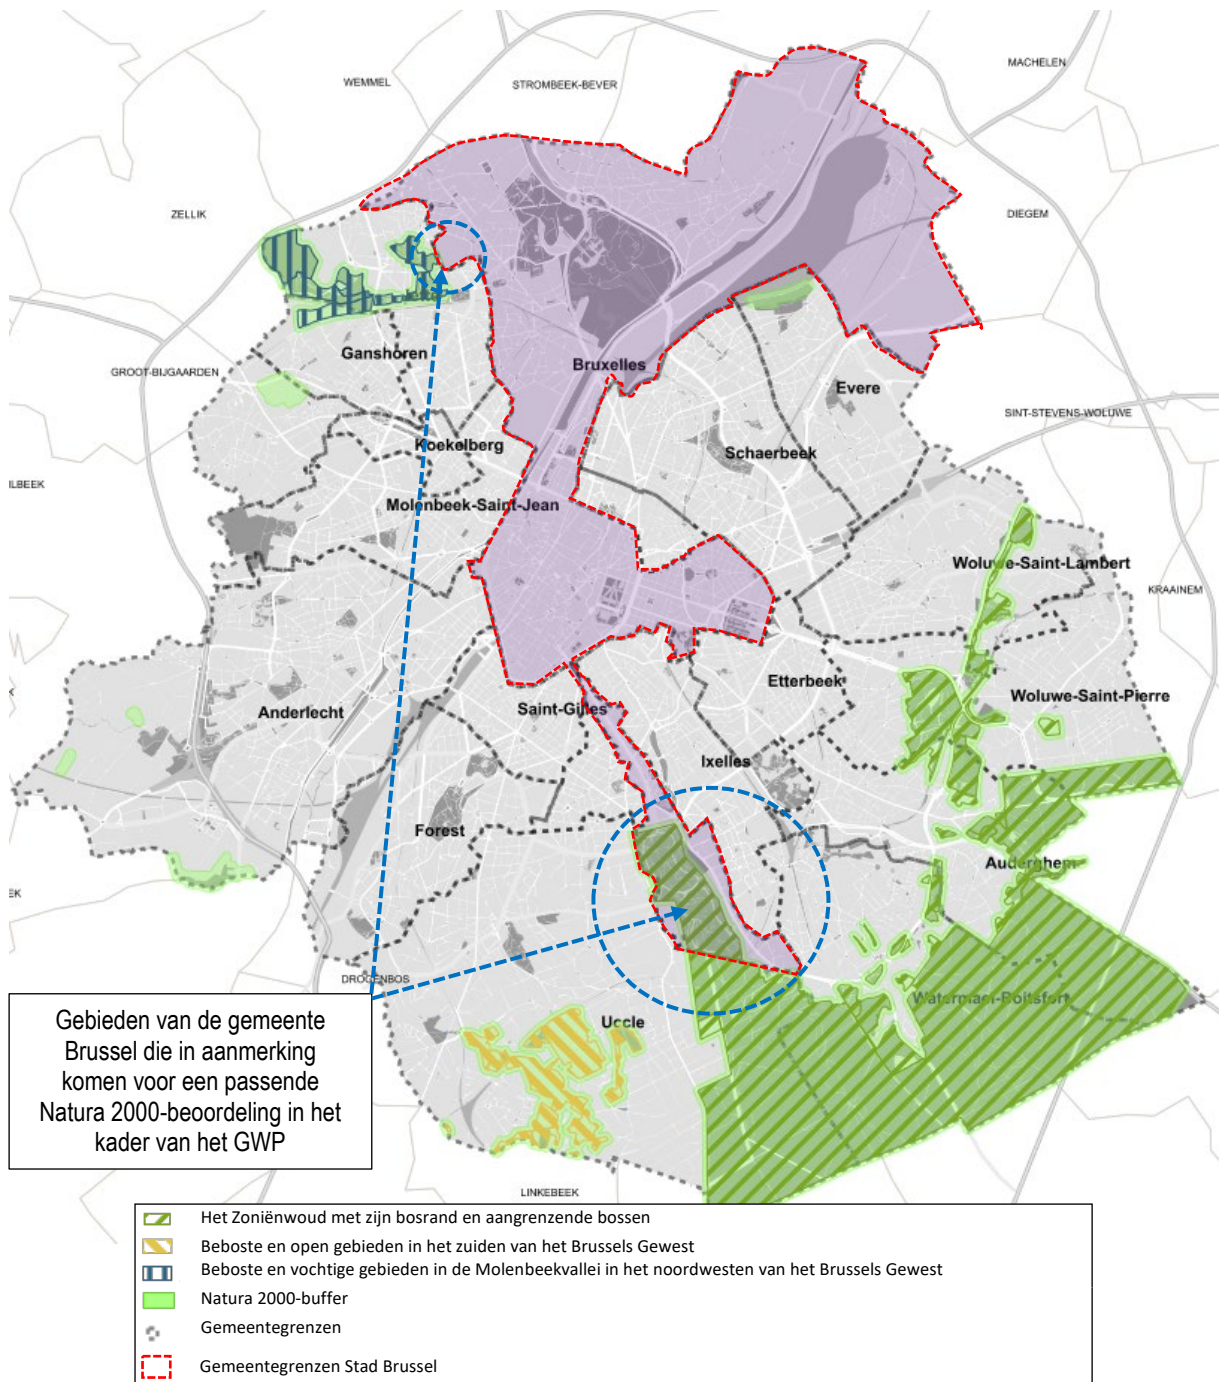 WEMMEL
STROMBEEK-BEVER
MACHELEN
ZELLIK
DIEGEM
Ganshoren
Bruxelles
GROOT-BIJGAARDEN
Evere
SINT-STEVENS-WOLUWE
Koekelberg
Schaerbeek
ILBEEK
Molenbeek-Saint-Jean
Woluwe-Saint-Lambert
KRAAINEM
Etterbeek
Woluwe-Saint-Pierre
Anderlecht
Saint-Gilles
Ixelles
Forest
Auderghem
EK
DROGENBOS
Watermael-Boitsfort
Uccle
Gebieden van de gemeente
Brussel die in aanmerking
komen voor een passende
Natura 2000-beoordeling in het
kader van het GWP
LINKEBEEK
Het Zoniënwoud met zijn bosrand en aangrenzende bossen
Beboste en open gebieden in het zuiden van het Brussels Gewest
Beboste en vochtige gebieden in de Molenbeekvallei in het noordwesten van het Brussels Gewest
Natura 2000-buffer
Gemeentegrenzen
Gemeentegrenzen Stad Brussel